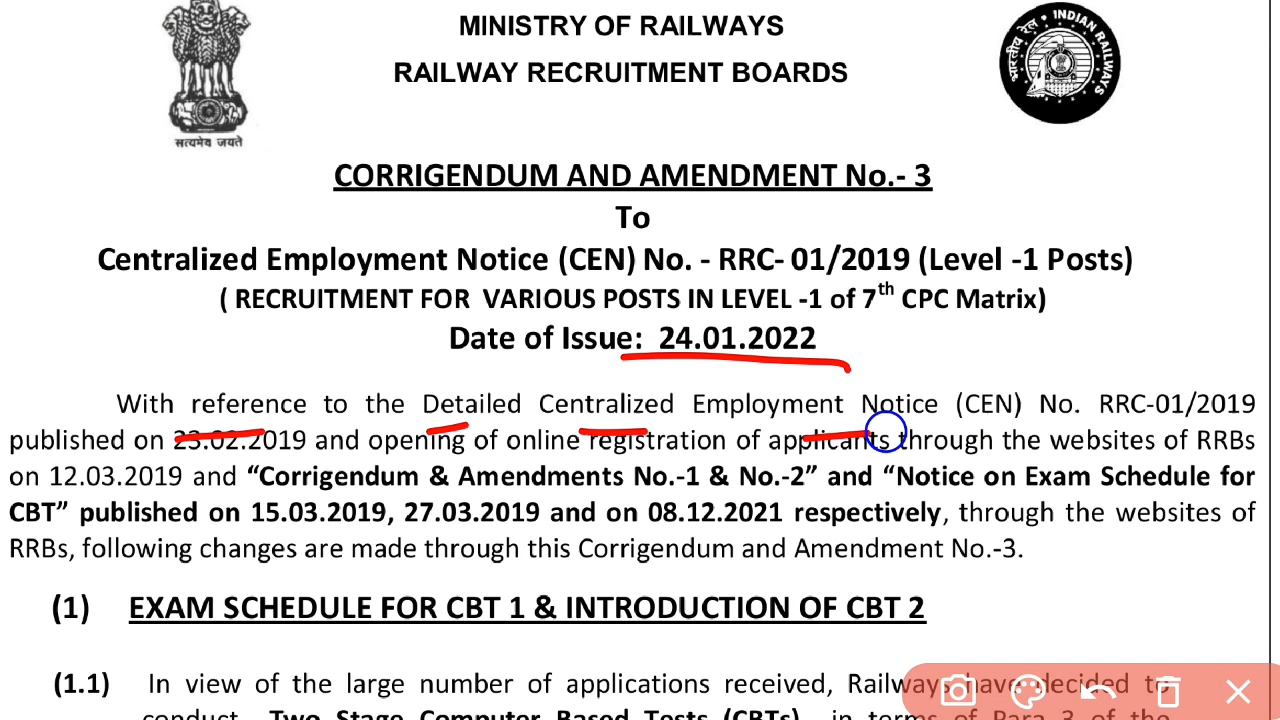 MINISTRY OF RAILWAYS
RAILWAY RECRUITMENT BOARDS
भारतीय रेल • INDIAN RAILWAYS
सत्यमेव जयते
CORRIGENDUM AND AMENDMENT No.- 3
To
Centralized Employment Notice (CEN) No. - RRC- 01/2019 (Level -1 Posts)
( RECRUITMENT FOR VARIOUS POSTS IN LEVEL -1 of 7th CPC Matrix)
Date of Issue: 24.01.2022
With reference to the Detailed Centralized Employment Notice (CEN) No. RRC-01/2019
published on 23.02.2019 and opening of online registration of applicants through the websites of RRBs
on 12.03.2019 and “Corrigendum & Amendments No.-1 & No.-2” and “Notice on Exam Schedule for
CBT” published on 15.03.2019, 27.03.2019 and on 08.12.2021 respectively, through the websites of
RRBs, following changes are made through this Corrigendum and Amendment No.-3.
(1) EXAM SCHEDULE FOR CBT 1 & INTRODUCTION OF CBT 2
(1.1) In view of the large number of applications received, Railways have decided to
conduct Two Stage Computer Based Tests (CBTs) in terms of Para 3 of the